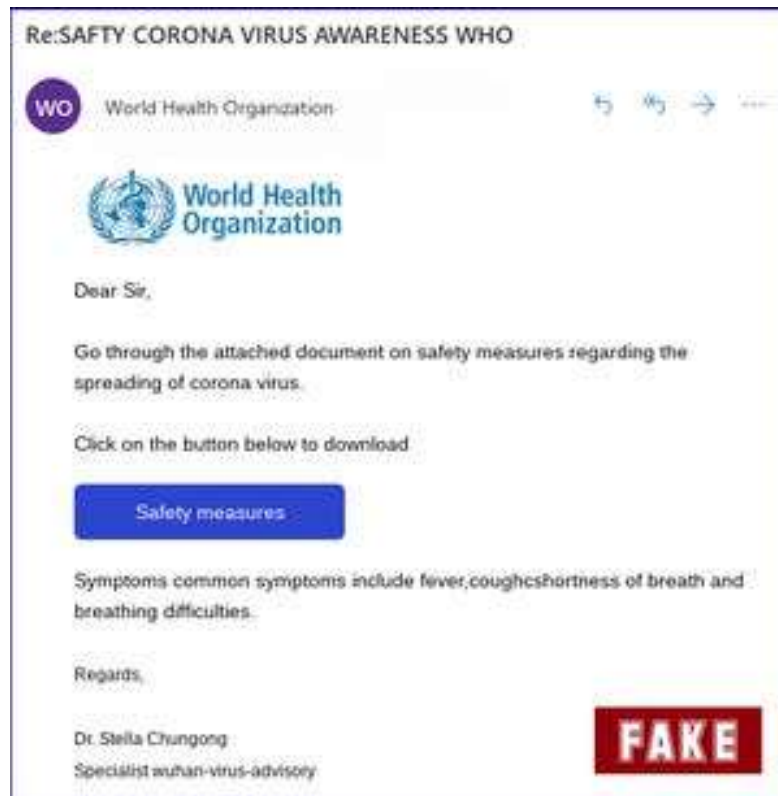 Re:SAFTY CORONA VIRUS AWARENESS WHO
WO
World Health Organization
World Health
Organization
Dear Sir,
Go through the attached document on safety measures regarding the
spreading of corona virus.
Click on the button below to download
Safety measures
Symptoms common symptoms include fever,coughcshortness of breath and
breathing difficulties.
Regards,
Dr. Stella Chungong
Specialist wuhan-virus-advisory
FAKE